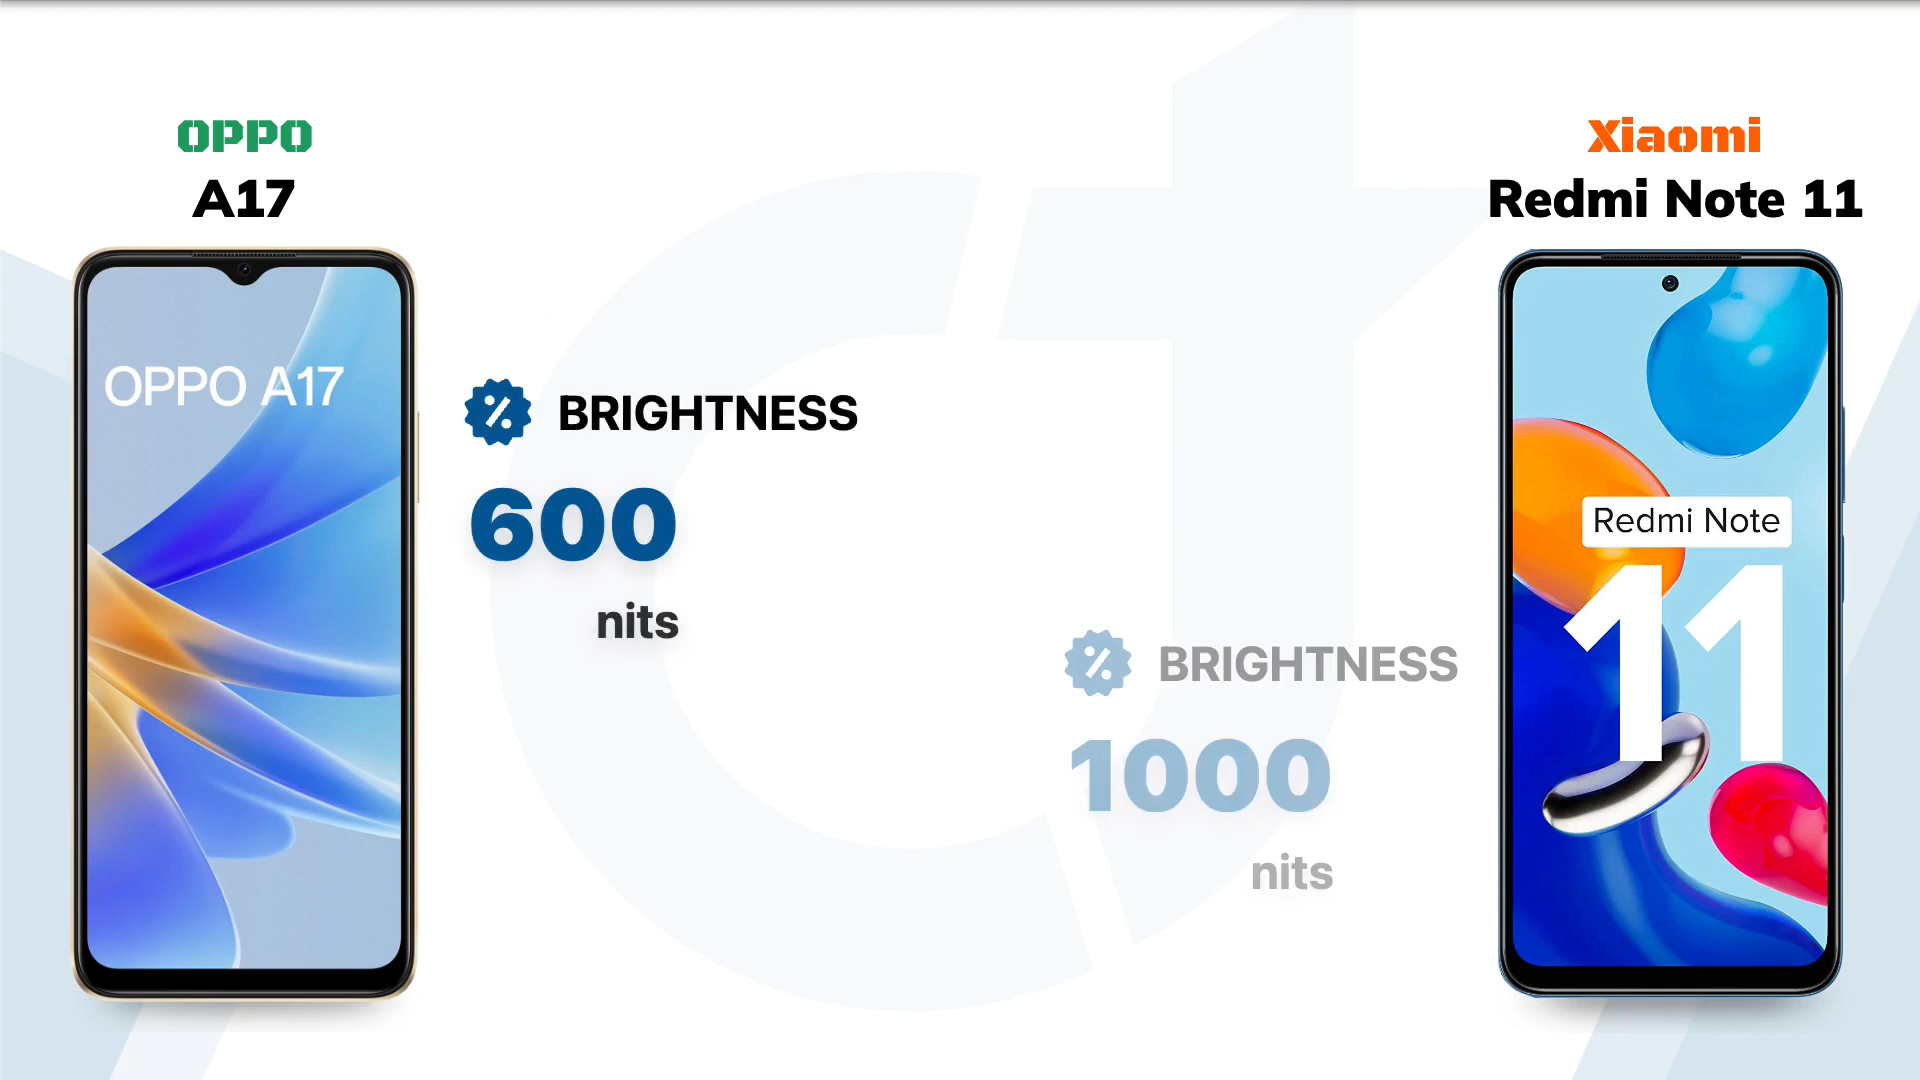 OPPO
A17
OPPO A17
BRIGHTNESS
600
nits
Xiaomi
Redmi Note 11
Redmi Note
11
BRIGHTNESS
1000
nits